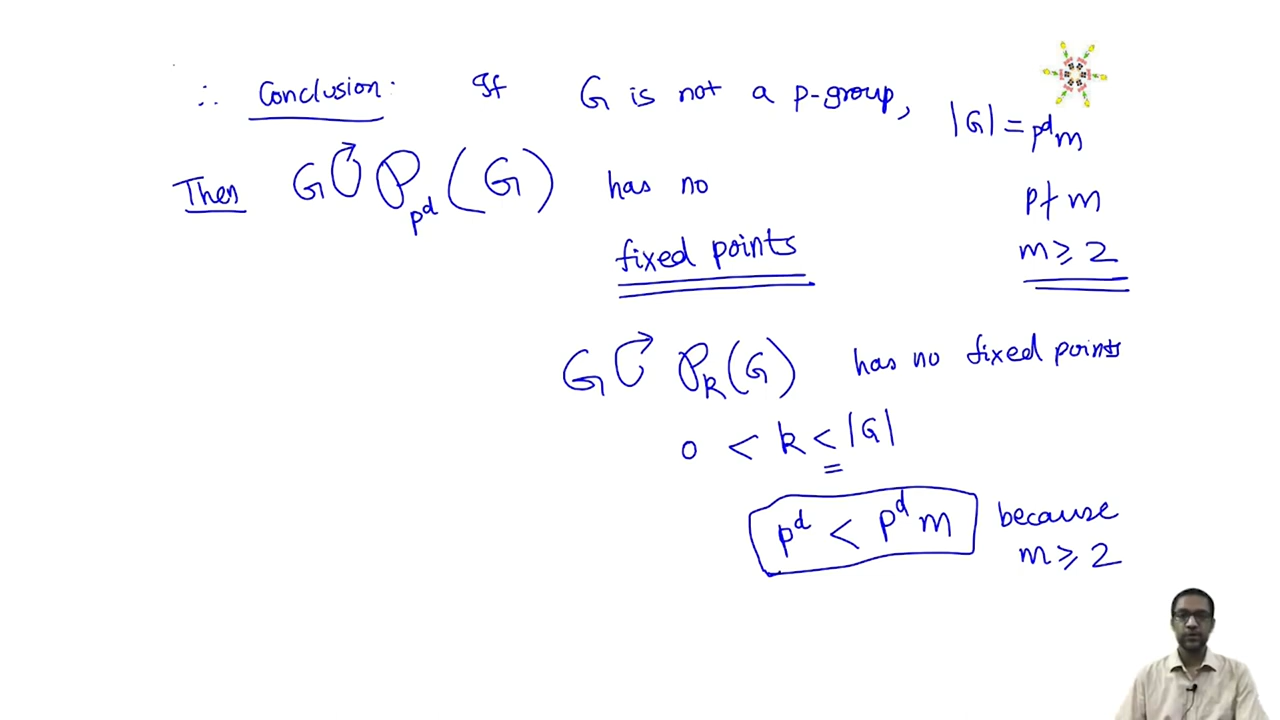 ∴ Conclusion: If G is not a p-group, |G| = p^d m
Then G ↻ P_{p^d}(G) has no p ∤ m
fixed points m ≥ 2
G ↻ P_k(G) has no fixed points
0 < k < |G|
p^d < p^d m because
m ≥ 2